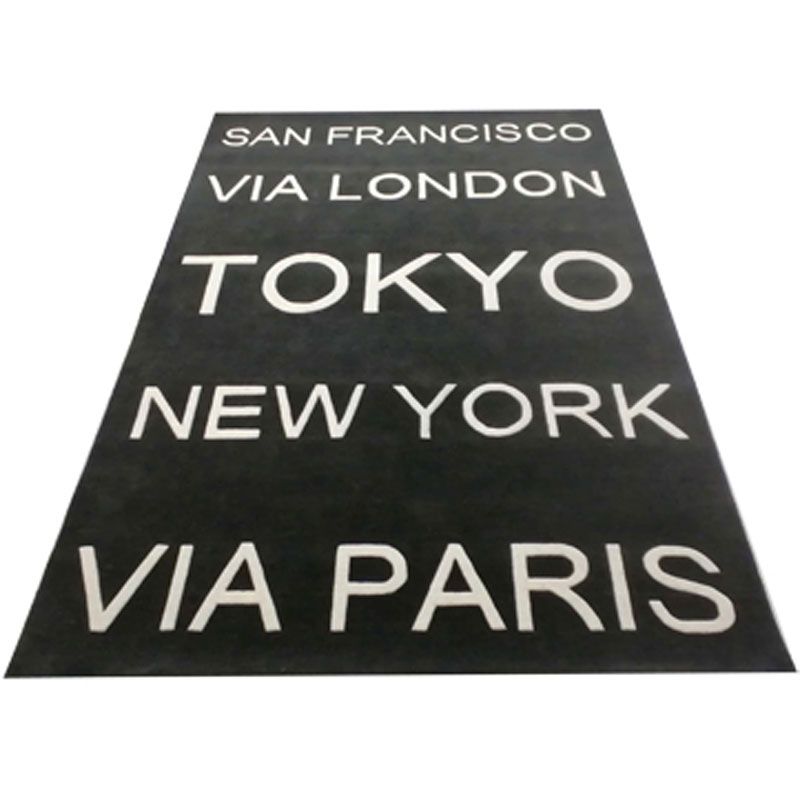 SAN FRANCISCO
VIA LONDON
TOKYO
NEW YORK
VIA PARIS